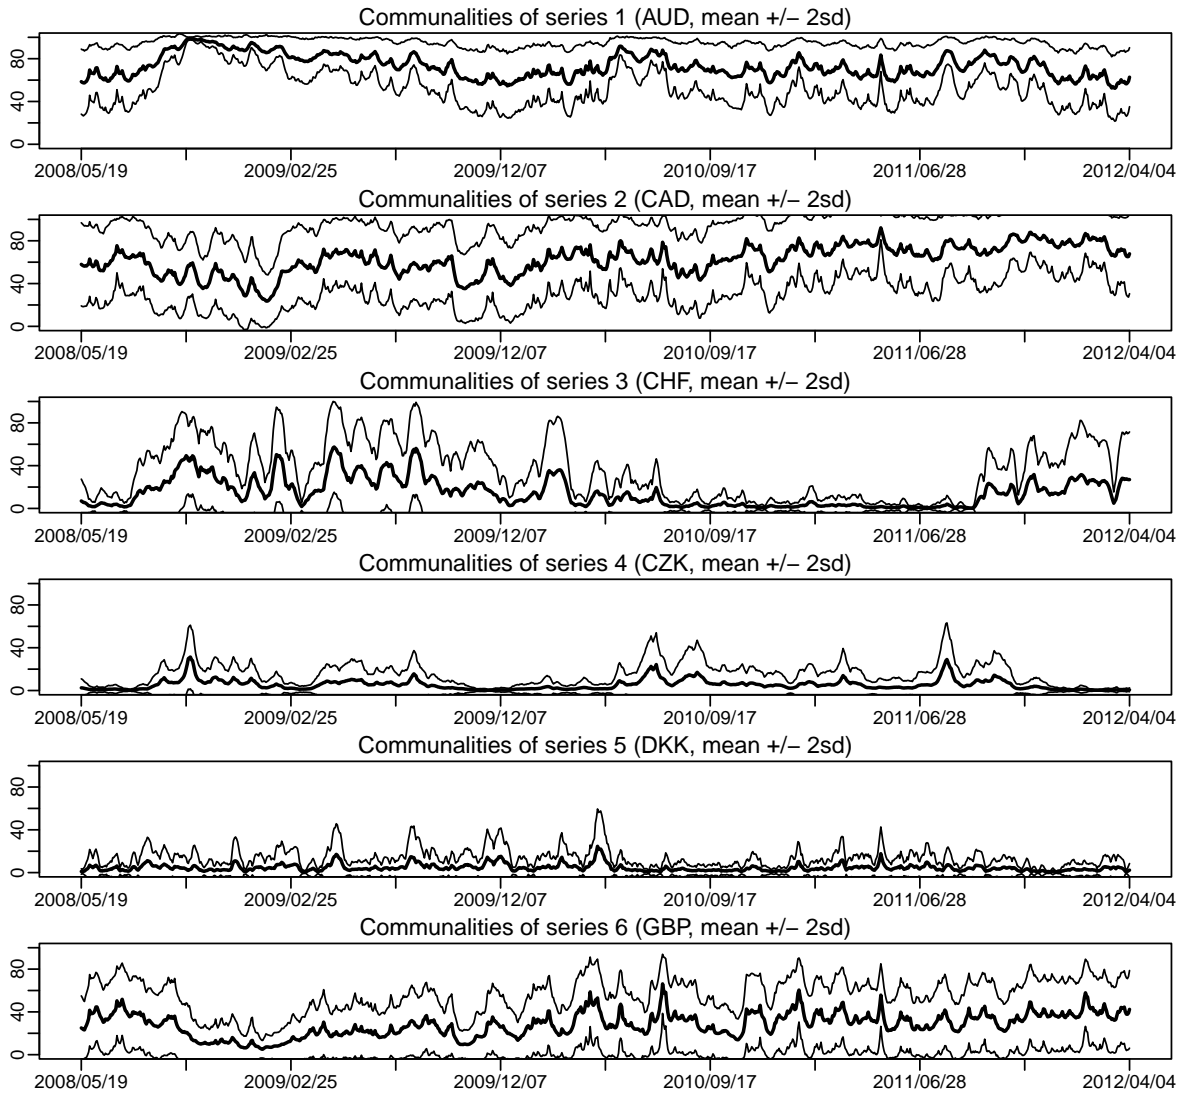 Communalities of series 1 (AUD, mean +/− 2sd)
0 40 80
2008/05/19 2009/02/25 2009/12/07 2010/09/17 2011/06/28 2012/04/04
Communalities of series 2 (CAD, mean +/− 2sd)
0 40 80
2008/05/19 2009/02/25 2009/12/07 2010/09/17 2011/06/28 2012/04/04
Communalities of series 3 (CHF, mean +/− 2sd)
0 40 80
2008/05/19 2009/02/25 2009/12/07 2010/09/17 2011/06/28 2012/04/04
Communalities of series 4 (CZK, mean +/− 2sd)
0 40 80
2008/05/19 2009/02/25 2009/12/07 2010/09/17 2011/06/28 2012/04/04
Communalities of series 5 (DKK, mean +/− 2sd)
0 40 80
2008/05/19 2009/02/25 2009/12/07 2010/09/17 2011/06/28 2012/04/04
Communalities of series 6 (GBP, mean +/− 2sd)
0 40 80
2008/05/19 2009/02/25 2009/12/07 2010/09/17 2011/06/28 2012/04/04